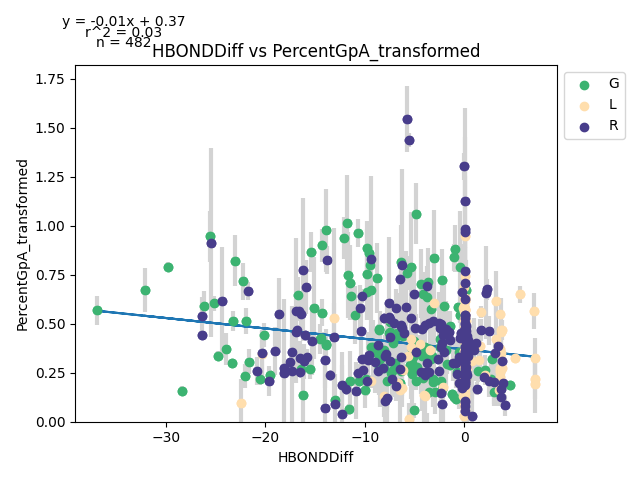 y = -0.01x + 0.37
r^2 = 0.03
n = 482
HBONDDiff vs PercentGpA_transformed
G
L
R
PercentGpA_transformed
1.75
1.50
1.25
1.00
0.75
0.50
0.25
0.00
−30
−20
−10
0
HBONDDiff